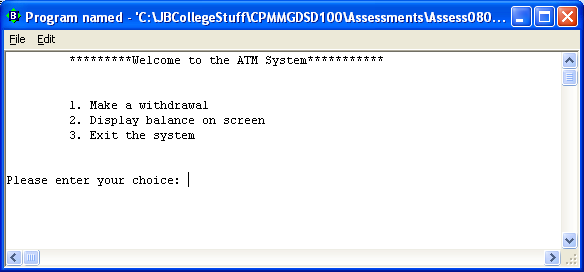 Program named - 'C:\JBCollegeStuff\CPMMGDSD100\Assessments\Assess080...
File Edit
*********Welcome to the ATM System***********
1. Make a withdrawal
2. Display balance on screen
3. Exit the system
Please enter your choice: